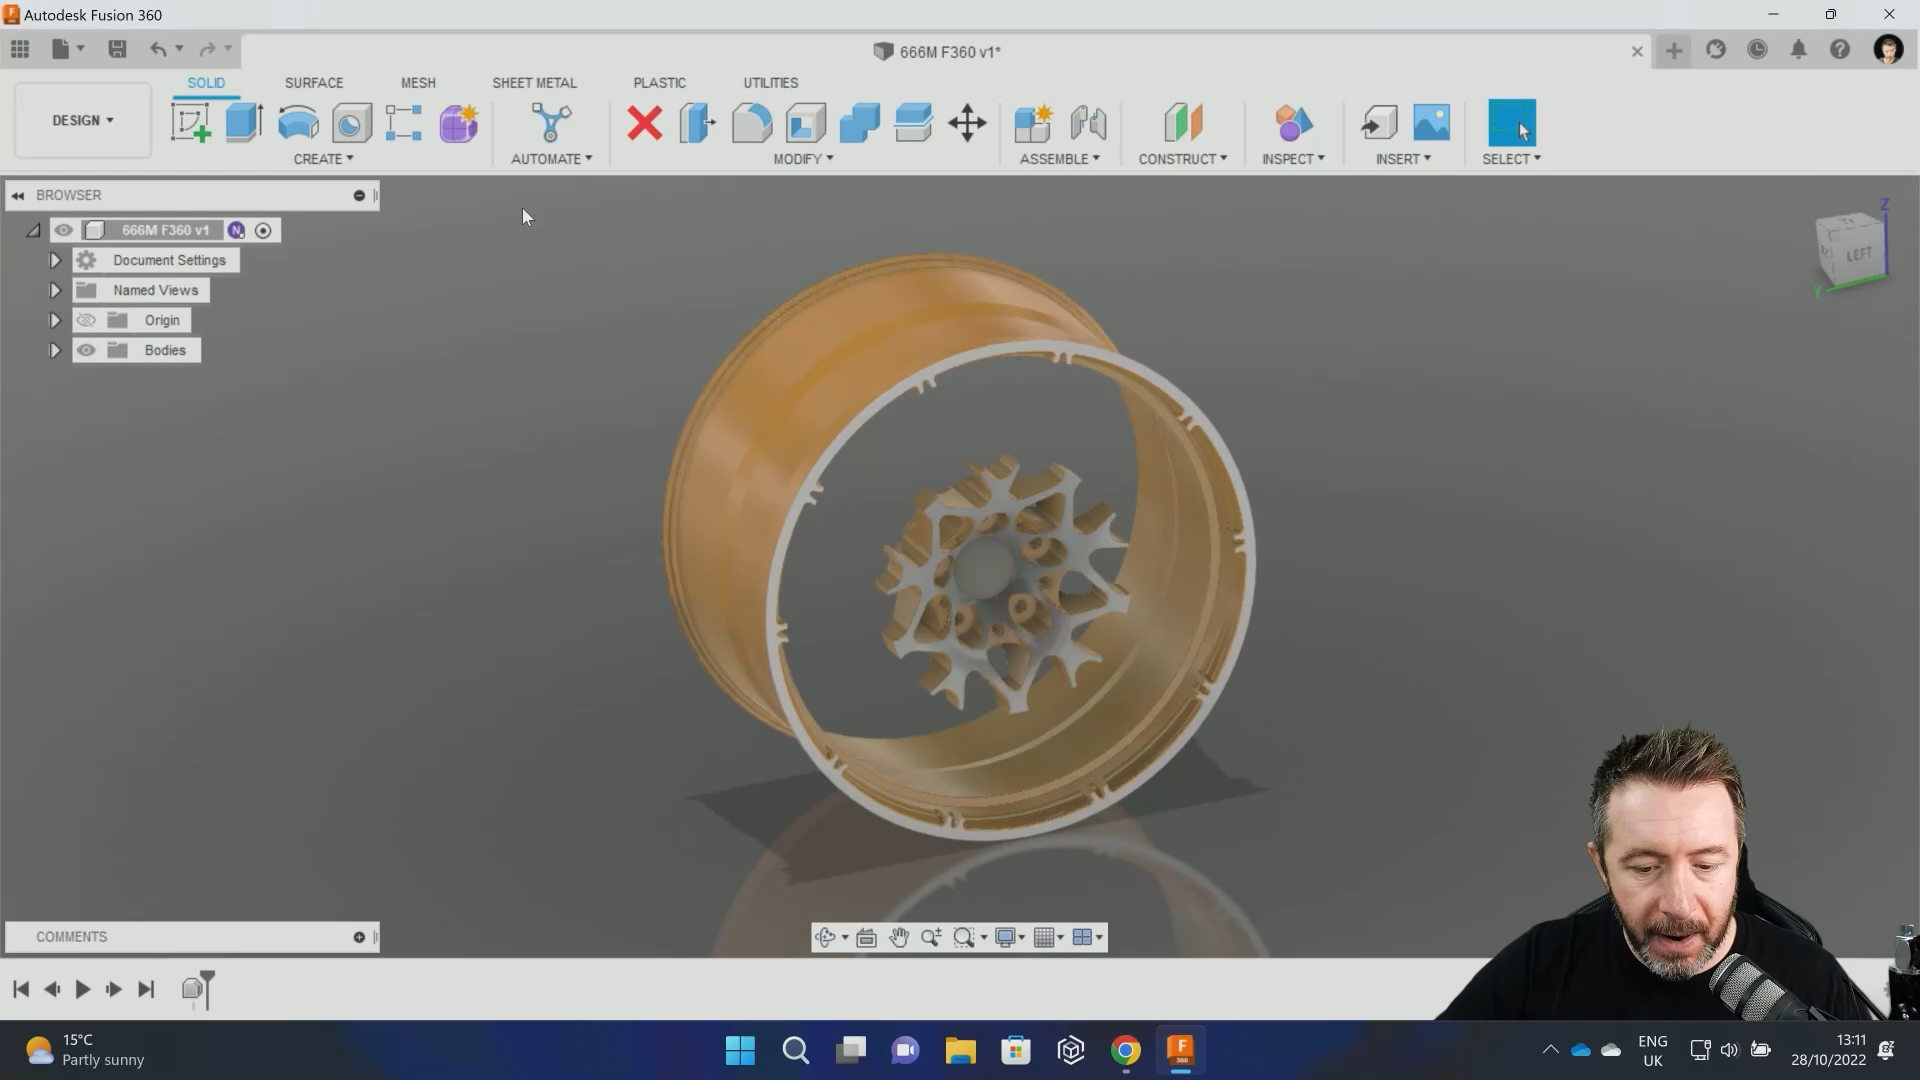 Autodesk Fusion 360
666M F360 v1*
SOLID SURFACE MESH SHEET METAL PLASTIC UTILITIES
DESIGN
CREATE AUTOMATE MODIFY ASSEMBLE CONSTRUCT INSPECT INSERT SELECT
BROWSER
666M F360 v1 N
Document Settings
Named Views
Origin
Bodies
Z
LEFT
Y
COMMENTS
15°C
Partly sunny
F
360
ENG
UK
13:11
28/10/2022